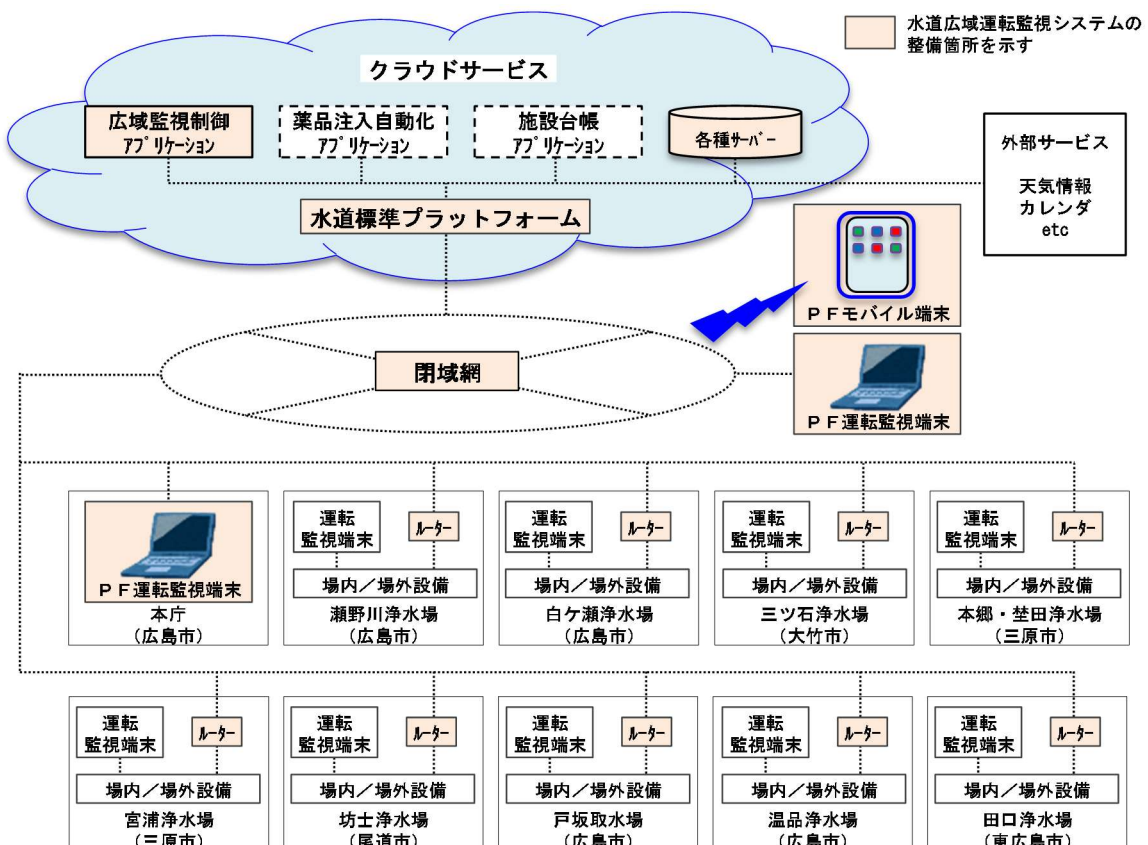 水道広域運転監視システムの
整備箇所を示す
クラウドサービス
広域監視制御
ｱﾌﾟﾘｹｰｼｮﾝ
薬品注入自動化
ｱﾌﾟﾘｹｰｼｮﾝ
施設台帳
ｱﾌﾟﾘｹｰｼｮﾝ
各種ｻｰﾊﾞｰ
外部サービス
天気情報
カレンダ
etc
水道標準プラットフォーム
ＰＦモバイル端末
閉域網
ＰＦ運転監視端末
ＰＦ運転監視端末
本庁
（広島市）
運転
監視端末
ﾙｰﾀｰ
場内／場外設備
瀬野川浄水場
（広島市）
運転
監視端末
ﾙｰﾀｰ
場内／場外設備
白ケ瀬浄水場
（広島市）
運転
監視端末
ﾙｰﾀｰ
場内／場外設備
三ツ石浄水場
（大竹市）
運転
監視端末
ﾙｰﾀｰ
場内／場外設備
本郷・埜田浄水場
（三原市）
運転
監視端末
ﾙｰﾀｰ
場内／場外設備
宮浦浄水場
（三原市）
運転
監視端末
ﾙｰﾀｰ
場内／場外設備
坊士浄水場
（尾道市）
運転
監視端末
ﾙｰﾀｰ
場内／場外設備
戸坂取水場
（広島市）
運転
監視端末
ﾙｰﾀｰ
場内／場外設備
温品浄水場
（広島市）
運転
監視端末
ﾙｰﾀｰ
場内／場外設備
田口浄水場
（東広島市）